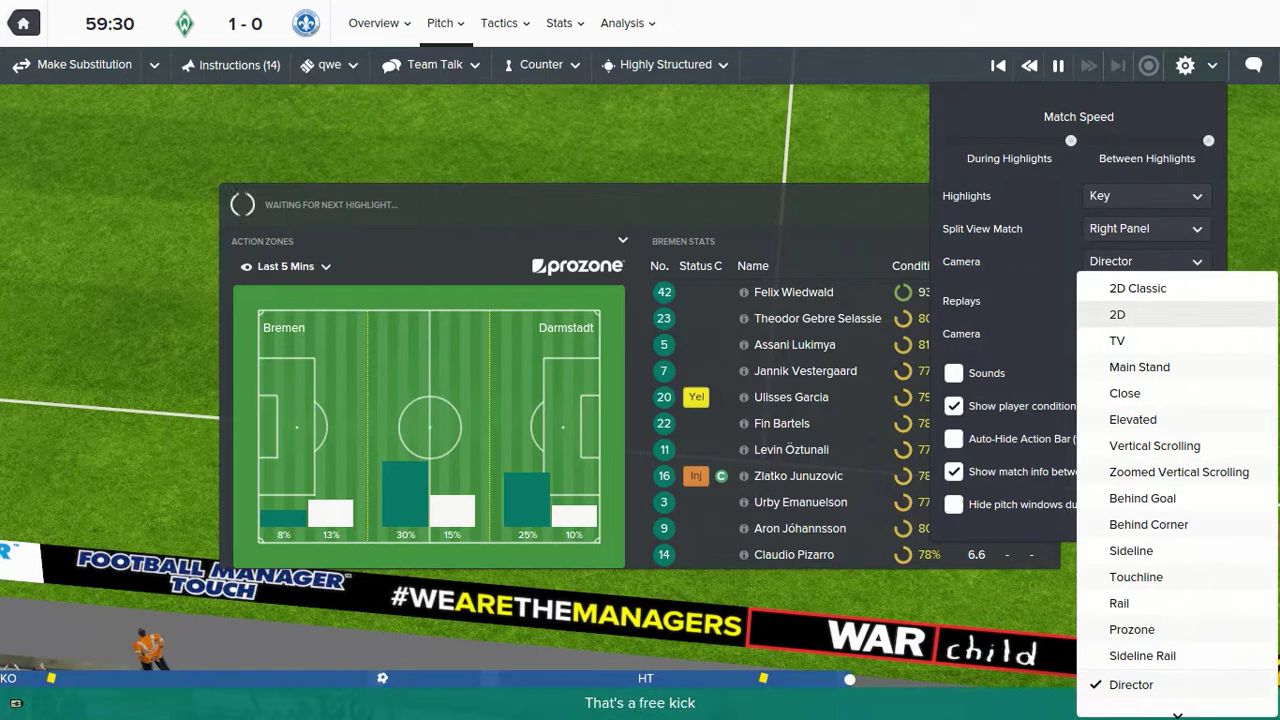 59:30
1 - 0
Overview
Pitch
Tactics
Stats
Analysis
Make Substitution
Instructions (14)
qwe
Team Talk
Counter
Highly Structured
Match Speed
During Highlights
Between Highlights
Highlights
Key
Split View Match
Right Panel
Camera
Director
Replays
Camera
Sounds
Show player condition
Auto-Hide Action Bar (
Show match info betw
Hide pitch windows du
2D Classic
2D
TV
Main Stand
Close
Elevated
Vertical Scrolling
Zoomed Vertical Scrolling
Behind Goal
Behind Corner
Sideline
Touchline
Rail
Prozone
Sideline Rail
Director
WAITING FOR NEXT HIGHLIGHT...
ACTION ZONES
Last 5 Mins
prozone
Bremen
Darmstadt
8% 13% 30% 15% 25% 10%
BREMEN STATS
No. Status C Name Conditi
42 Felix Wiedwald 93
23 Theodor Gebre Selassie 80
5 Assani Lukimya 81
7 Jannik Vestergaard 77
20 Yel Ulisses Garcia 79
22 Fin Bartels 78
11 Levin Öztunali 77
16 Inj C Zlatko Junuzovic 78
3 Urby Emanuelson 77
9 Aron Jóhannsson 80
14 Claudio Pizarro 78% 6.6 - -
FOOTBALL MANAGER
TOUCH
#WEARETHEMANAGERS
WAR child
KO
HT
That's a free kick